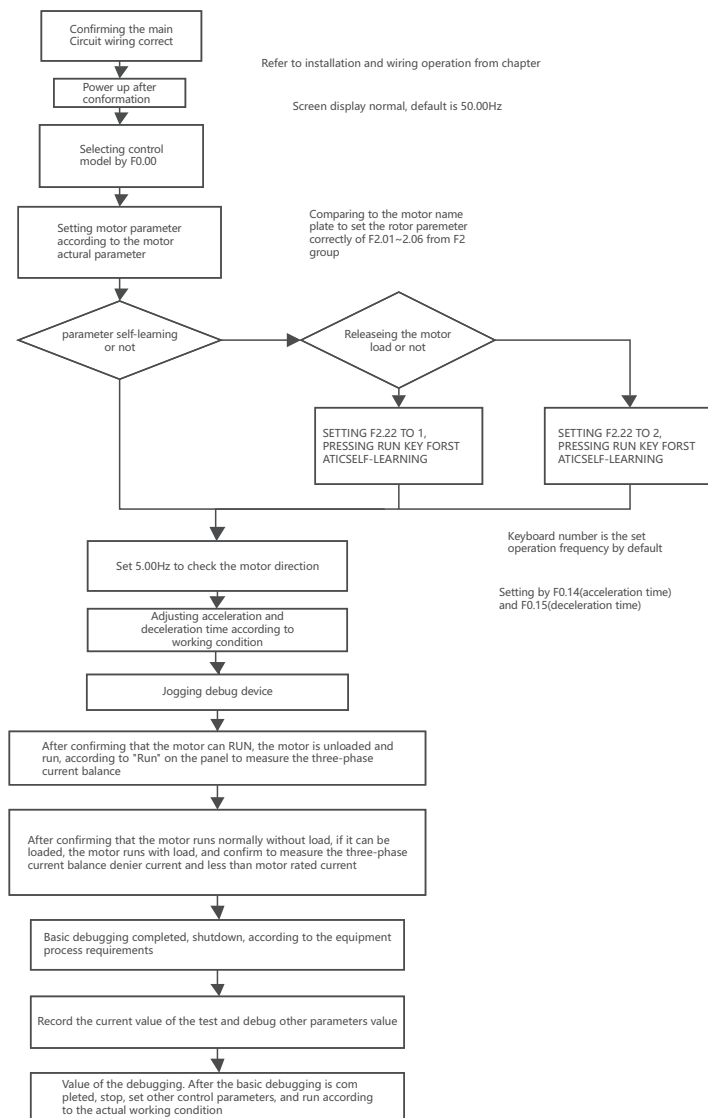 Confirming the main
Circuit wiring correct
Refer to installation and wiring operation from chapter
Power up after
conformation
Screen display normal, default is 50.00Hz
Selecting control
model by F0.00
Setting motor parameter
according to the motor
actural parameter
Comparing to the motor name
plate to set the rotor paremeter
correctly of F2.01~2.06 from F2
group
parameter self-learning
or not
Releaseing the motor
load or not
SETTING F2.22 TO 1,
PRESSING RUN KEY FORST
ATICSELF-LEARNING
SETTING F2.22 TO 2,
PRESSING RUN KEY FORST
ATICSELF-LEARNING
Keyboard number is the set
operation frequency by default
Set 5.00Hz to check the motor direction
Setting by F0.14(acceleration time)
and F0.15(deceleration time)
Adjusting acceleration and
deceleration time according to
working condition
Jogging debug device
After confirming that the motor can RUN, the motor is unloaded and
run, according to "Run" on the panel to measure the three-phase
current balance
After confirming that the motor runs normally without load, if it can be
loaded, the motor runs with load, and confirm to measure the three-phase
current balance denier current and less than motor rated current
Basic debugging completed, shutdown, according to the equipment
process requirements
Record the current value of the test and debug other parameters value
Value of the debugging. After the basic debugging is com
pleted, stop, set other control parameters, and run according
to the actual working condition